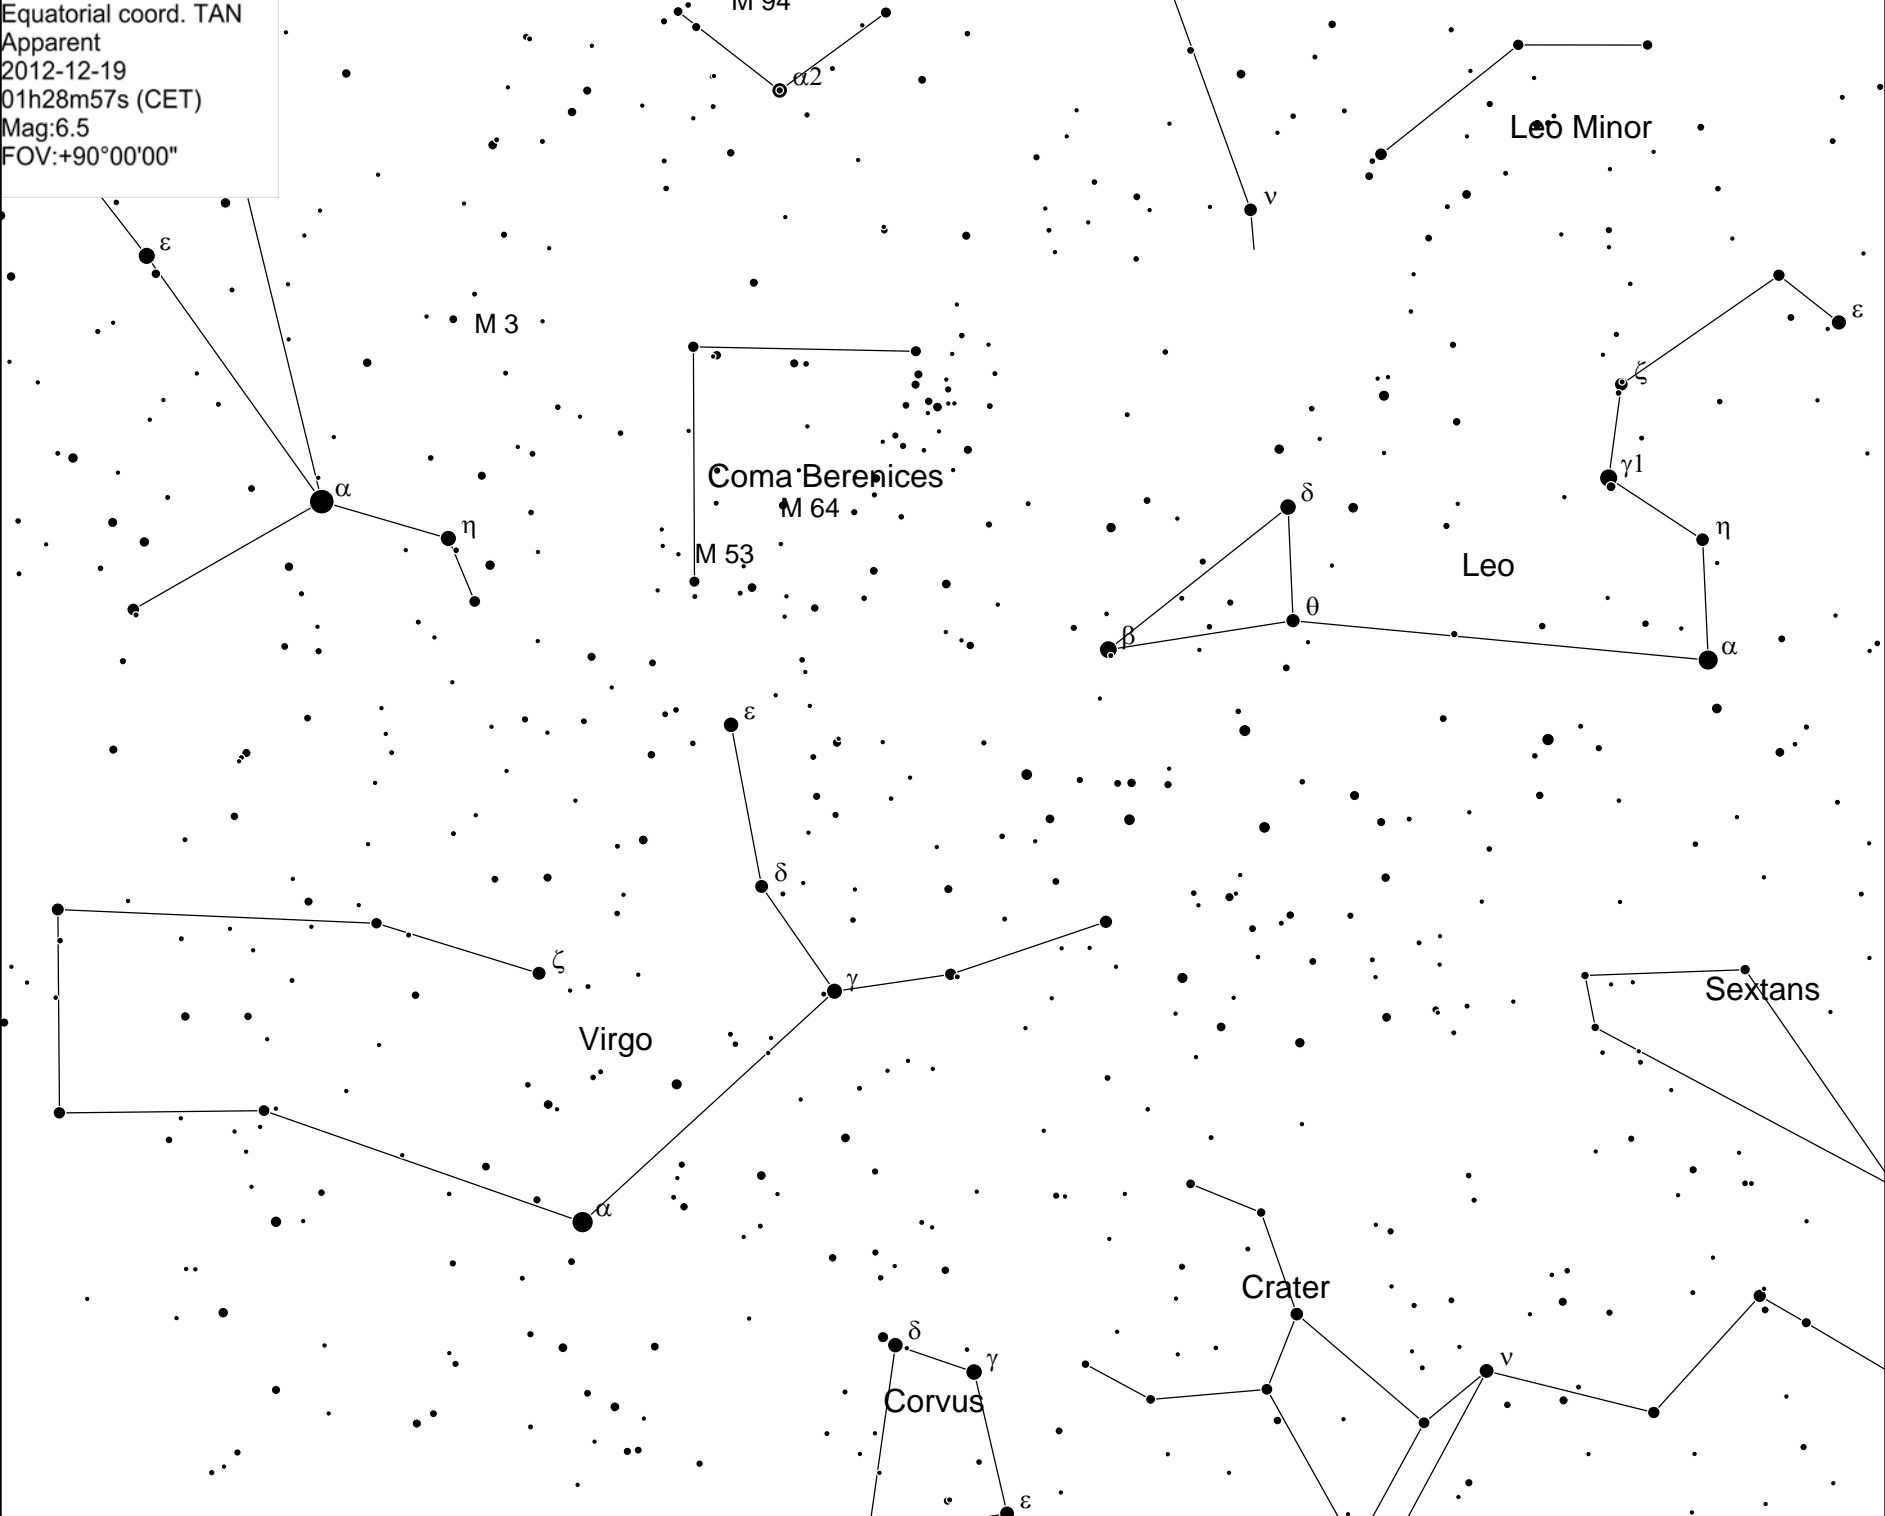 Equatorial coord. TAN
Apparent
2012-12-19
01h28m57s (CET)
Mag:6.5
FOV:+90°00'00"
M 94
α2
Leo Minor
ν
ε
M 3
ε
ζ
Coma Berenices
γ1
α
δ
M 64
η
η
M 53
Leo
θ
β
α
ε
δ
ζ
γ
Sextans
Virgo
α
Crater
δ
γ
ν
Corvus
ε